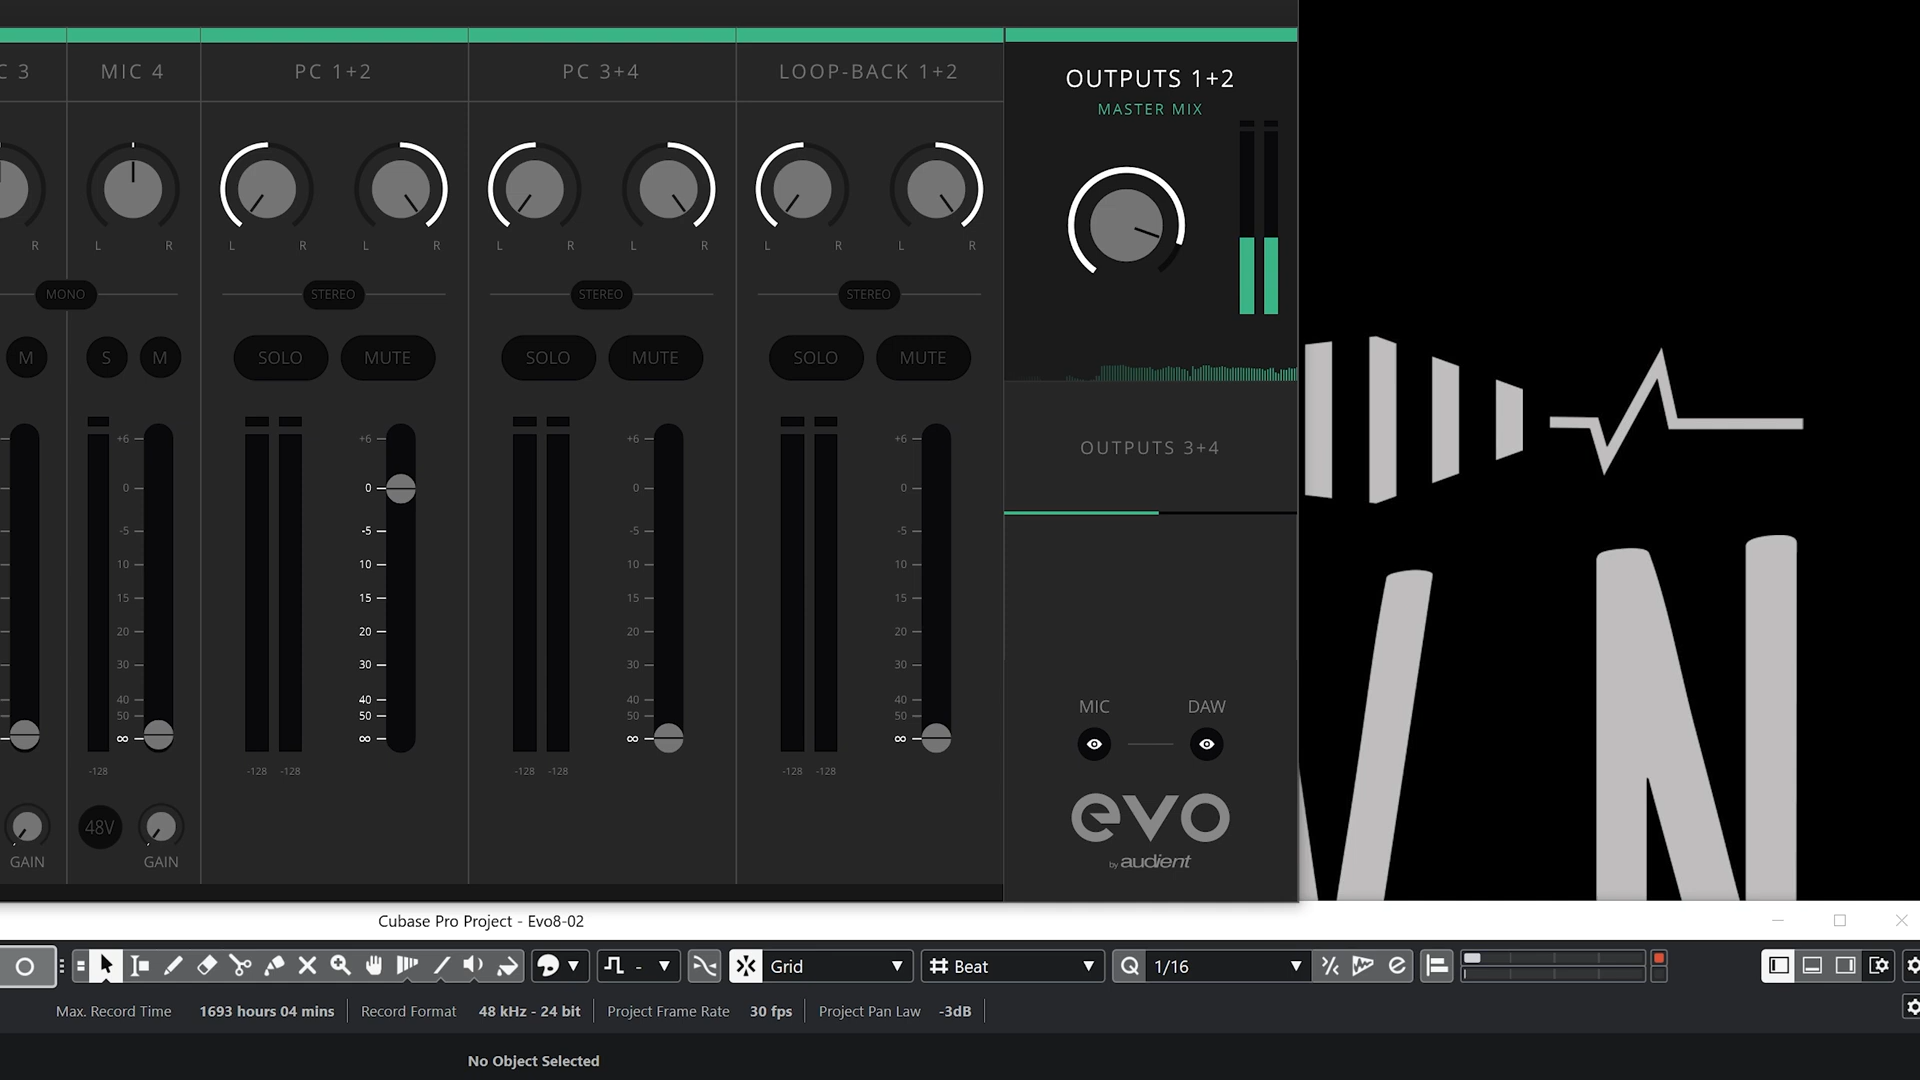 C 3
MIC 4
PC 1+2
PC 3+4
LOOP-BACK 1+2
OUTPUTS 1+2
MASTER MIX
R L R L R L R L R L R L R L R
MONO
STEREO
STEREO
STEREO
M S M SOLO MUTE SOLO MUTE SOLO MUTE
+6 +6 +6 +6
0 0 0 0
-5 -5 -5 -5
10 10 10 10
15 15 15 15
20 20 20 20
30 30 30 30
40 40 40 40
50 50 50 50
∞ ∞ ∞ ∞
-128 -128 -128 -128 -128 -128 -128
48V
GAIN GAIN
OUTPUTS 3+4
MIC DAW
evo
by audient
V N
Cubase Pro Project - Evo8-02
- Grid # Beat Q 1/16
Max. Record Time 1693 hours 04 mins Record Format 48 kHz - 24 bit Project Frame Rate 30 fps Project Pan Law -3dB
No Object Selected